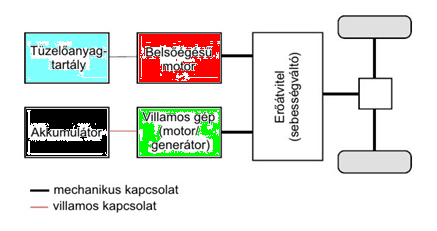 Tüzelőanyag-
tartály
Belsőégésű
motor
Akkumulátor
Villamos gép
(motor/
generátor)
Erőátvitel
(sebességváltó)
mechanikus kapcsolat
villamos kapcsolat